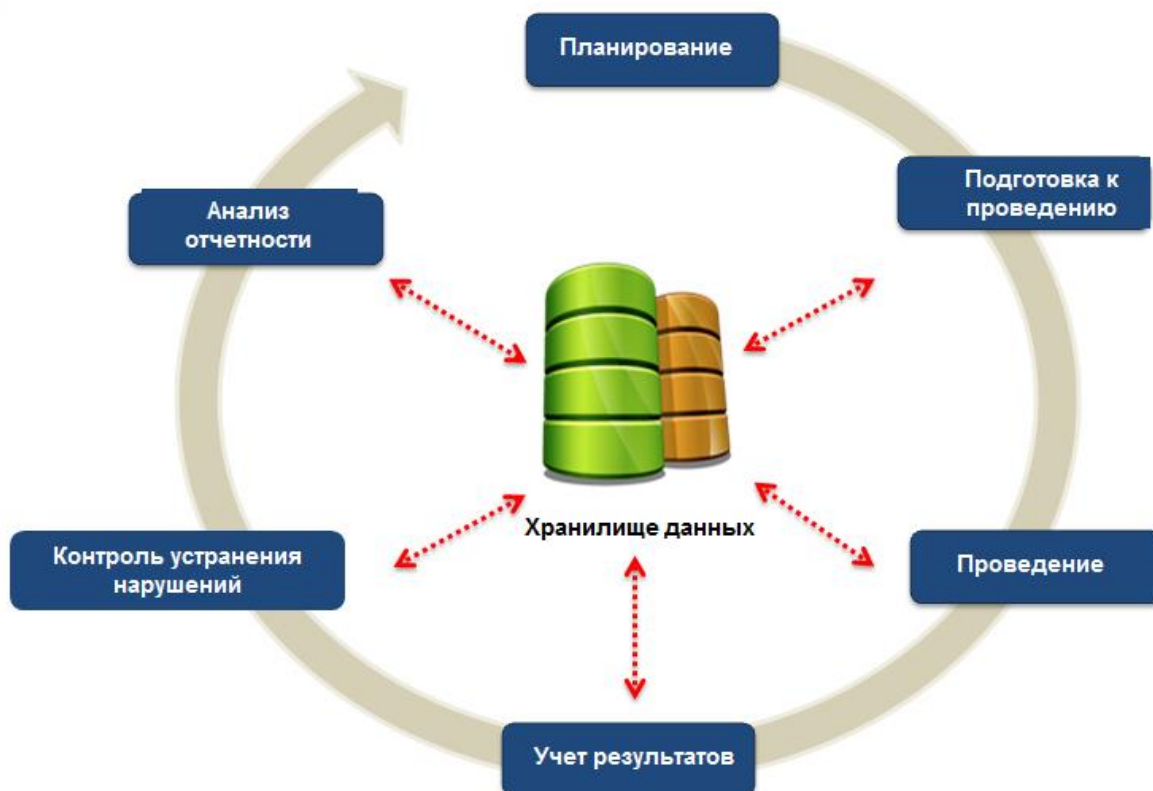 Планирование
Подготовка к
проведению
Анализ
отчетности
Хранилище данных
Контроль устранения
нарушений
Проведение
Учет результатов